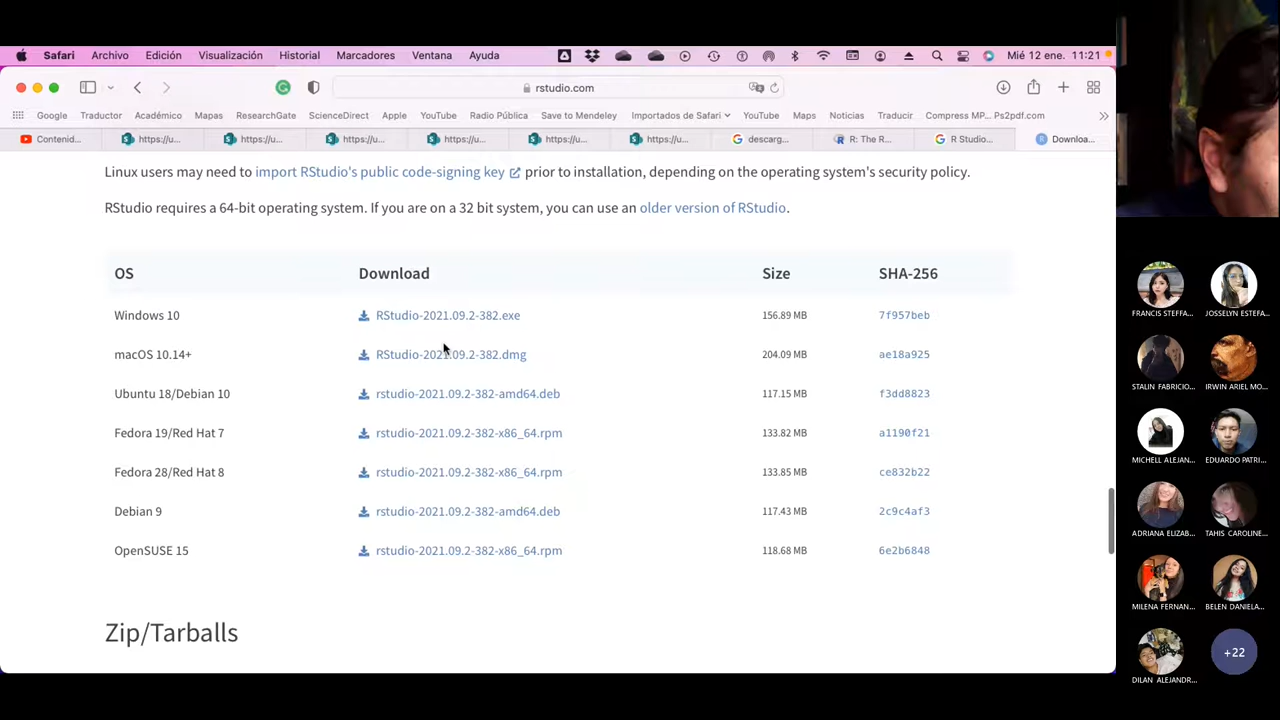 Safari Archivo Edición Visualización Historial Marcadores Ventana Ayuda Mié 12 ene. 11:21
rstudio.com
Google Traductor Académico Mapas ResearchGate ScienceDirect Apple YouTube Radio Pública Save to Mendeley Importados de Safari YouTube Maps Noticias Traducir Compress MP... Ps2pdf.com
Contenid... https://u... https://u... https://u... https://u... https://u... https://u... descarg... R: The R... R Studio... Downloa...
Linux users may need to import RStudio's public code-signing key prior to installation, depending on the operating system's security policy.
RStudio requires a 64-bit operating system. If you are on a 32 bit system, you can use an older version of RStudio.
OS Download Size SHA-256
Windows 10 RStudio-2021.09.2-382.exe 156.89 MB 7f957beb
macOS 10.14+ RStudio-2021.09.2-382.dmg 204.09 MB ae18a925
Ubuntu 18/Debian 10 rstudio-2021.09.2-382-amd64.deb 117.15 MB f3dd8823
Fedora 19/Red Hat 7 rstudio-2021.09.2-382-x86_64.rpm 133.82 MB a1190f21
Fedora 28/Red Hat 8 rstudio-2021.09.2-382-x86_64.rpm 133.85 MB ce832b22
Debian 9 rstudio-2021.09.2-382-amd64.deb 117.43 MB 2c9c4af3
OpenSUSE 15 rstudio-2021.09.2-382-x86_64.rpm 118.68 MB 6e2b6848
Zip/Tarballs
FRANCIS STEFFA... JOSSELYN ESTEFA...
STALIN FABRICIO... IRWIN ARIEL MO...
MICHELL ALEJAN... EDUARDO PATRI...
ADRIANA ELIZAB... TAHIS CAROLINE...
MILENA FERNAN... BELEN DANIELA...
DILAN ALEJANDR... +22